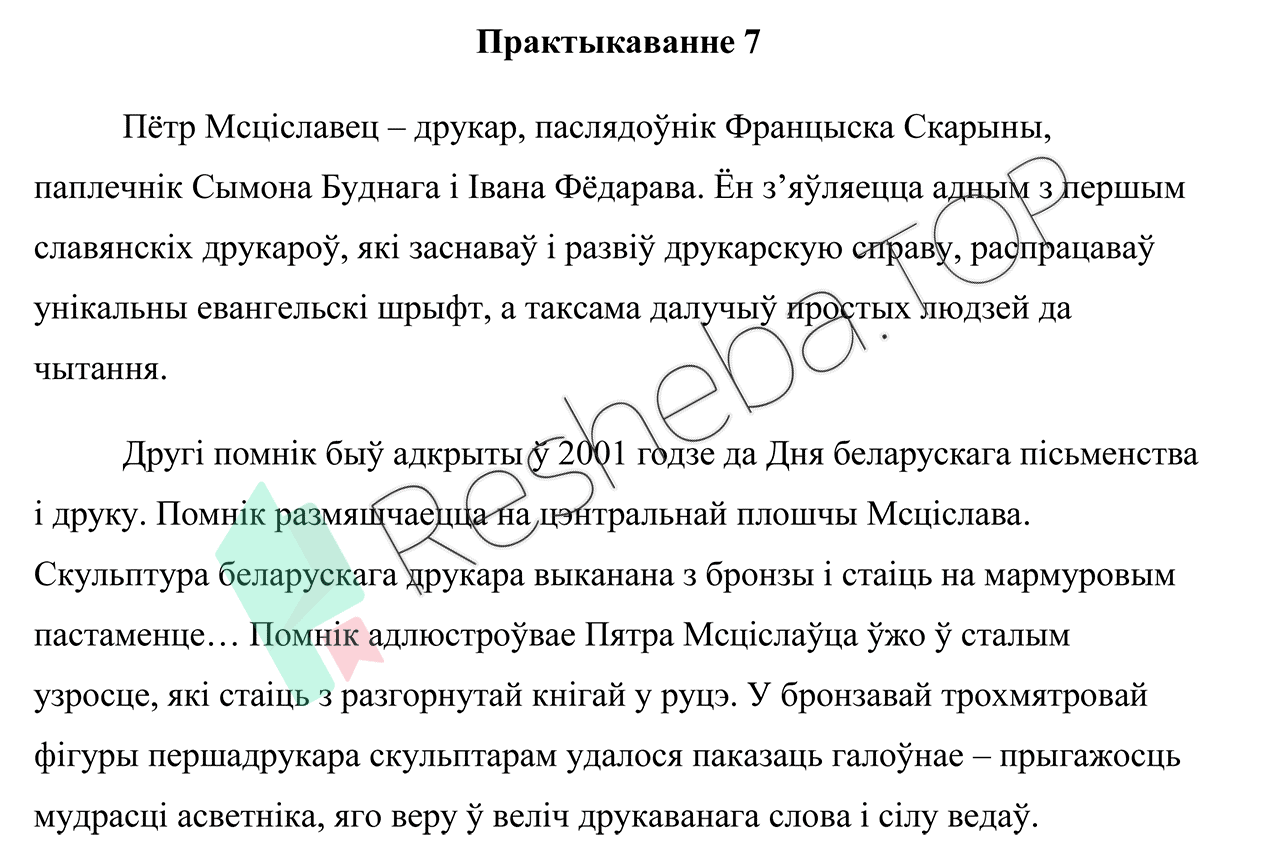 Практыкаванне 7
Пётр Мсціславец – друкар, паслядоўнік Францыска Скарыны,
паплечнік Сымона Буднага і Івана Фёдарава. Ён з’яўляецца адным з першым
славянскіх друкароў, які заснаваў і развіў друкарскую справу, распрацаваў
унікальны евангельскі шрыфт, а таксама далучыў простых людзей да
чытання.
Другі помнік быў адкрыты ў 2001 годзе да Дня беларускага пісьменства
і друку. Помнік размяшчаецца на цэнтральнай плошчы Мсціслава.
Скульптура беларускага друкара выканана з бронзы і стаіць на мармуровым
пастаменце… Помнік адлюстроўвае Пятра Мсціслаўца ўжо ў сталым
узросце, які стаіць з разгорнутай кнігай у руцэ. У бронзавай трохмятровай
фігуры першадрукара скульптарам удалося паказаць галоўнае – прыгажосць
мудрасці асветніка, яго веру ў веліч друкаванага слова і сілу ведаў.
Resheba.TOP